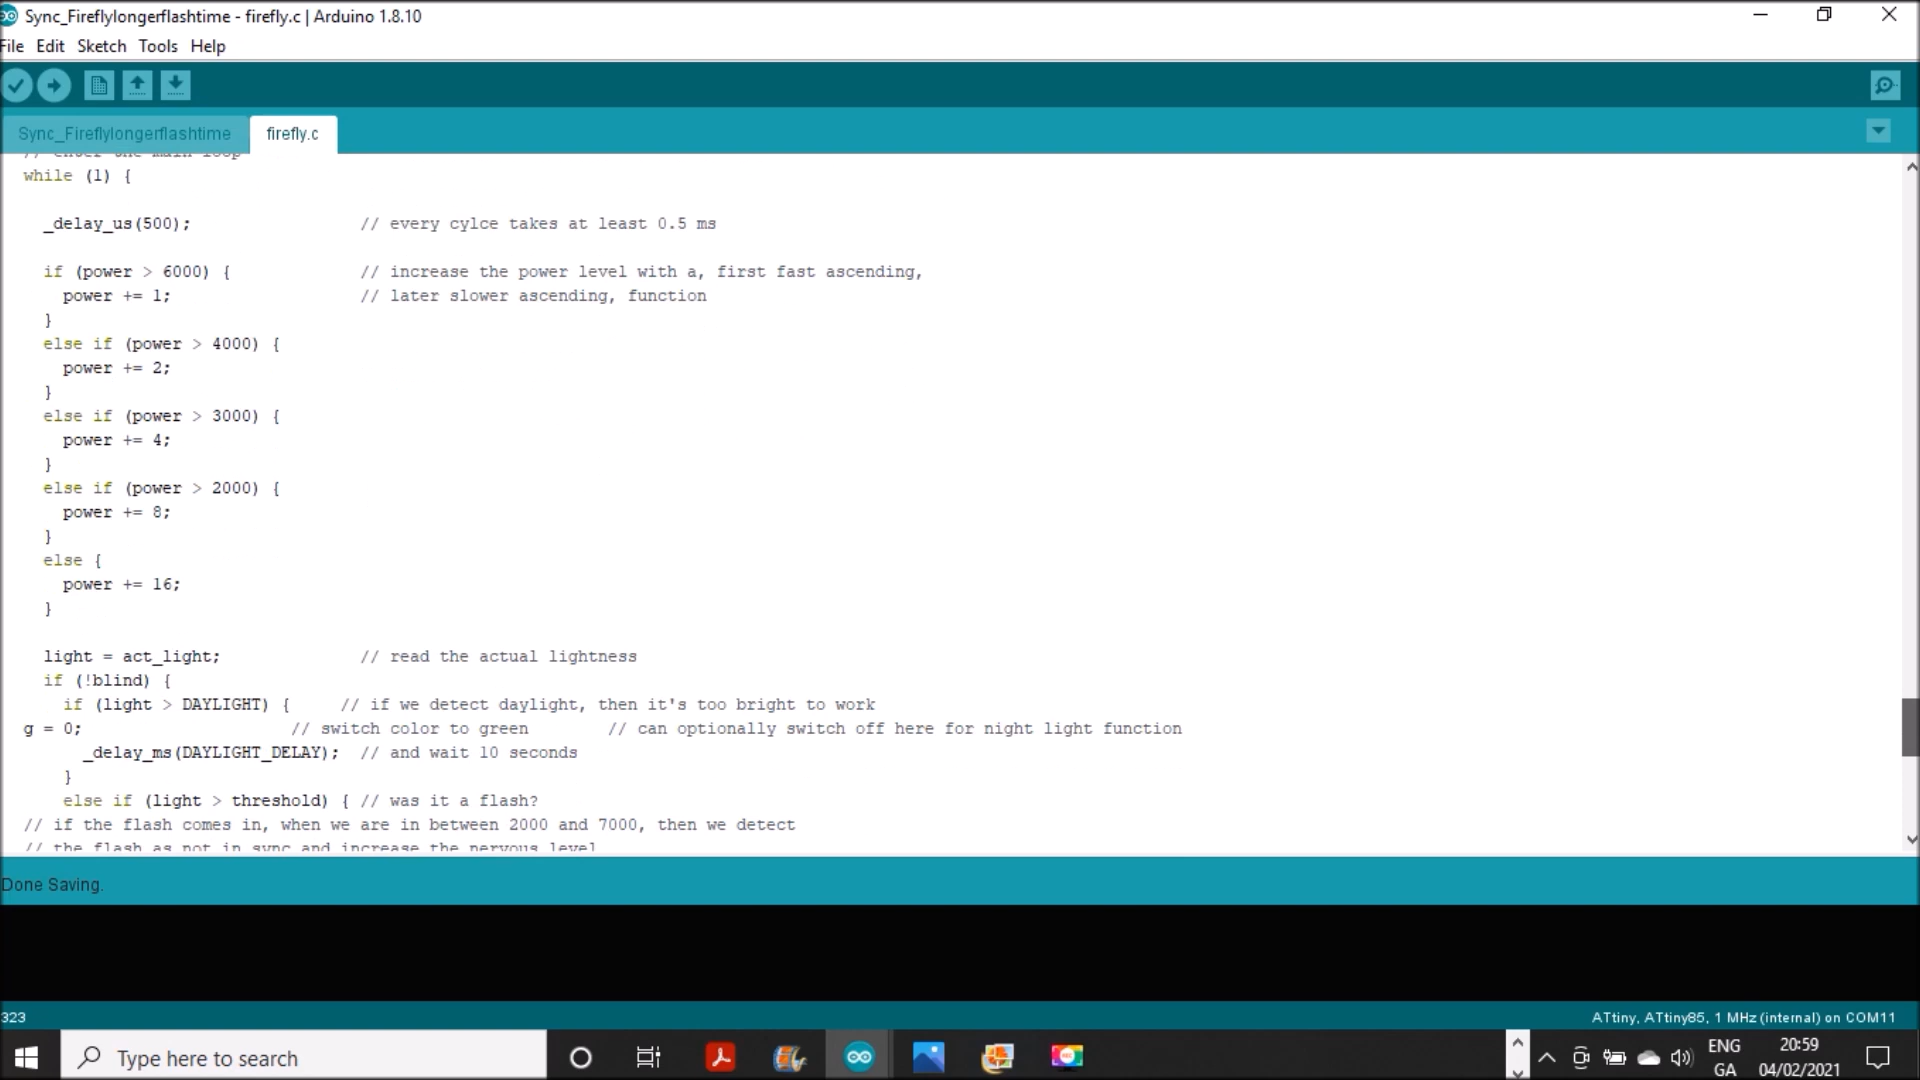 Sync_Fireflylongerflashtime - firefly.c | Arduino 1.8.10
File Edit Sketch Tools Help
Sync_Fireflylongerflashtime firefly.c
// enter the main loop
while (1) {
_delay_us(500); // every cylce takes at least 0.5 ms
if (power > 6000) { // increase the power level with a, first fast ascending,
power += 1; // later slower ascending, function
}
else if (power > 4000) {
power += 2;
}
else if (power > 3000) {
power += 4;
}
else if (power > 2000) {
power += 8;
}
else {
power += 16;
}
light = act_light; // read the actual lightness
if (!blind) {
if (light > DAYLIGHT) { // if we detect daylight, then it's too bright to work
g = 0; // switch color to green // can optionally switch off here for night light function
_delay_ms(DAYLIGHT_DELAY); // and wait 10 seconds
}
else if (light > threshold) { // was it a flash?
// if the flash comes in, when we are in between 2000 and 7000, then we detect
// the flash as not in sync and increase the nervous level
Done Saving.
323 ATtiny, ATtiny85, 1 MHz (internal) on COM11
Type here to search
ENG
GA
20:59
04/02/2021